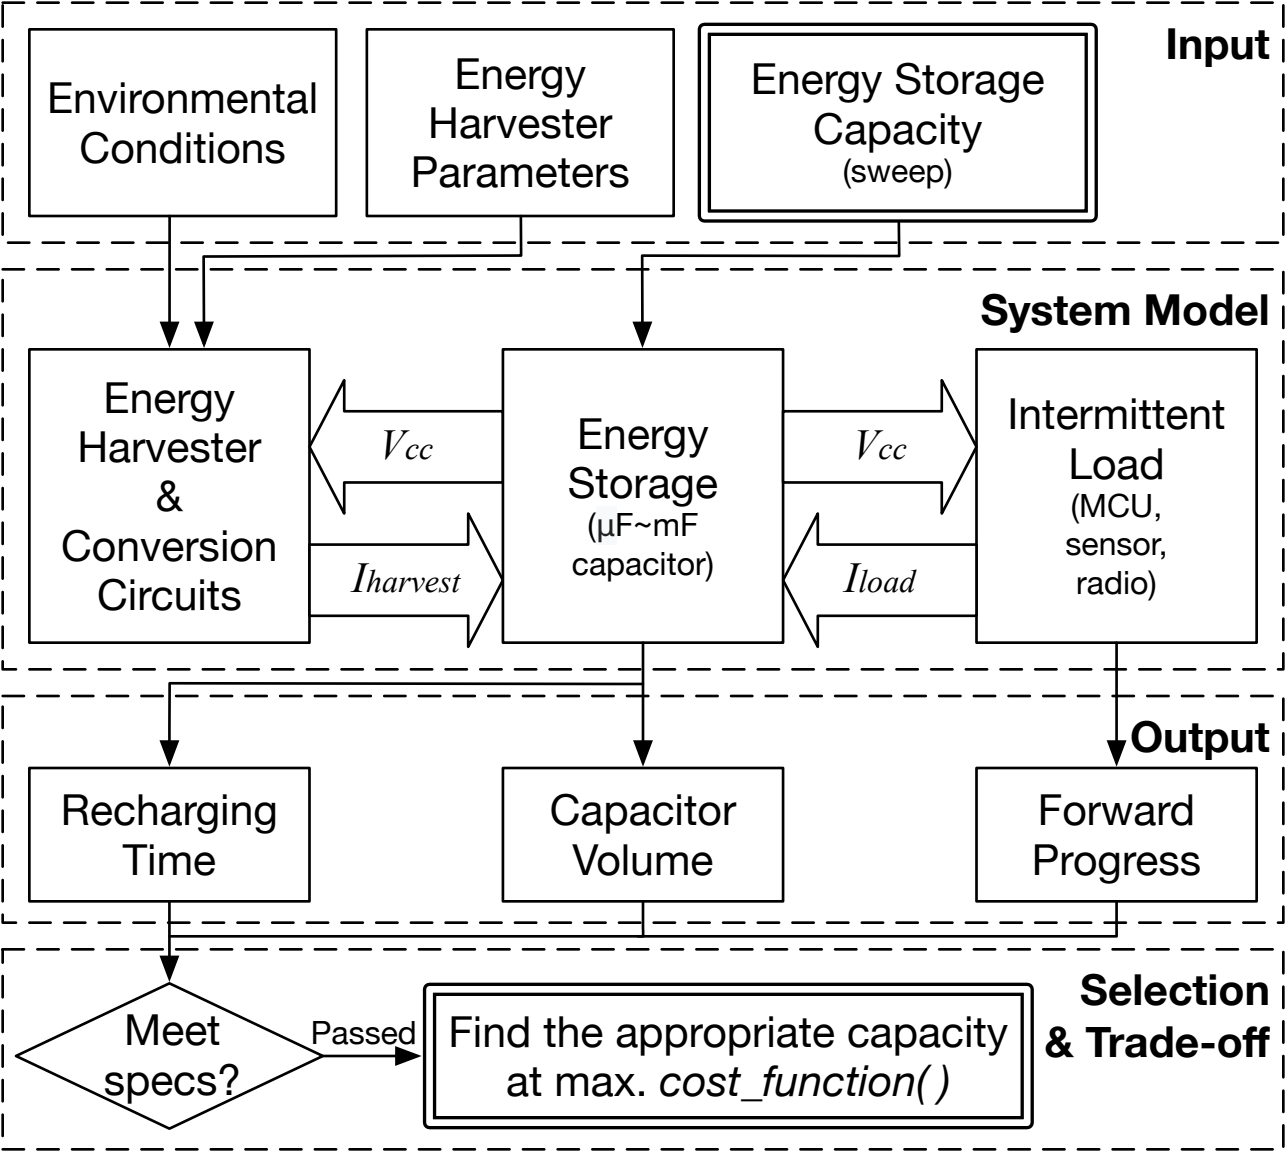 Input
Environmental
Conditions
Energy
Harvester
Parameters
Energy Storage
Capacity
(sweep)
System Model
Energy
Harvester
&
Conversion
Circuits
Vcc
Iharvest
Energy
Storage
(µF~mF
capacitor)
Vcc
Iload
Intermittent
Load
(MCU,
sensor,
radio)
Output
Recharging
Time
Capacitor
Volume
Forward
Progress
Selection
& Trade-off
Meet
specs?
Passed
Find the appropriate capacity
at max. cost_function( )